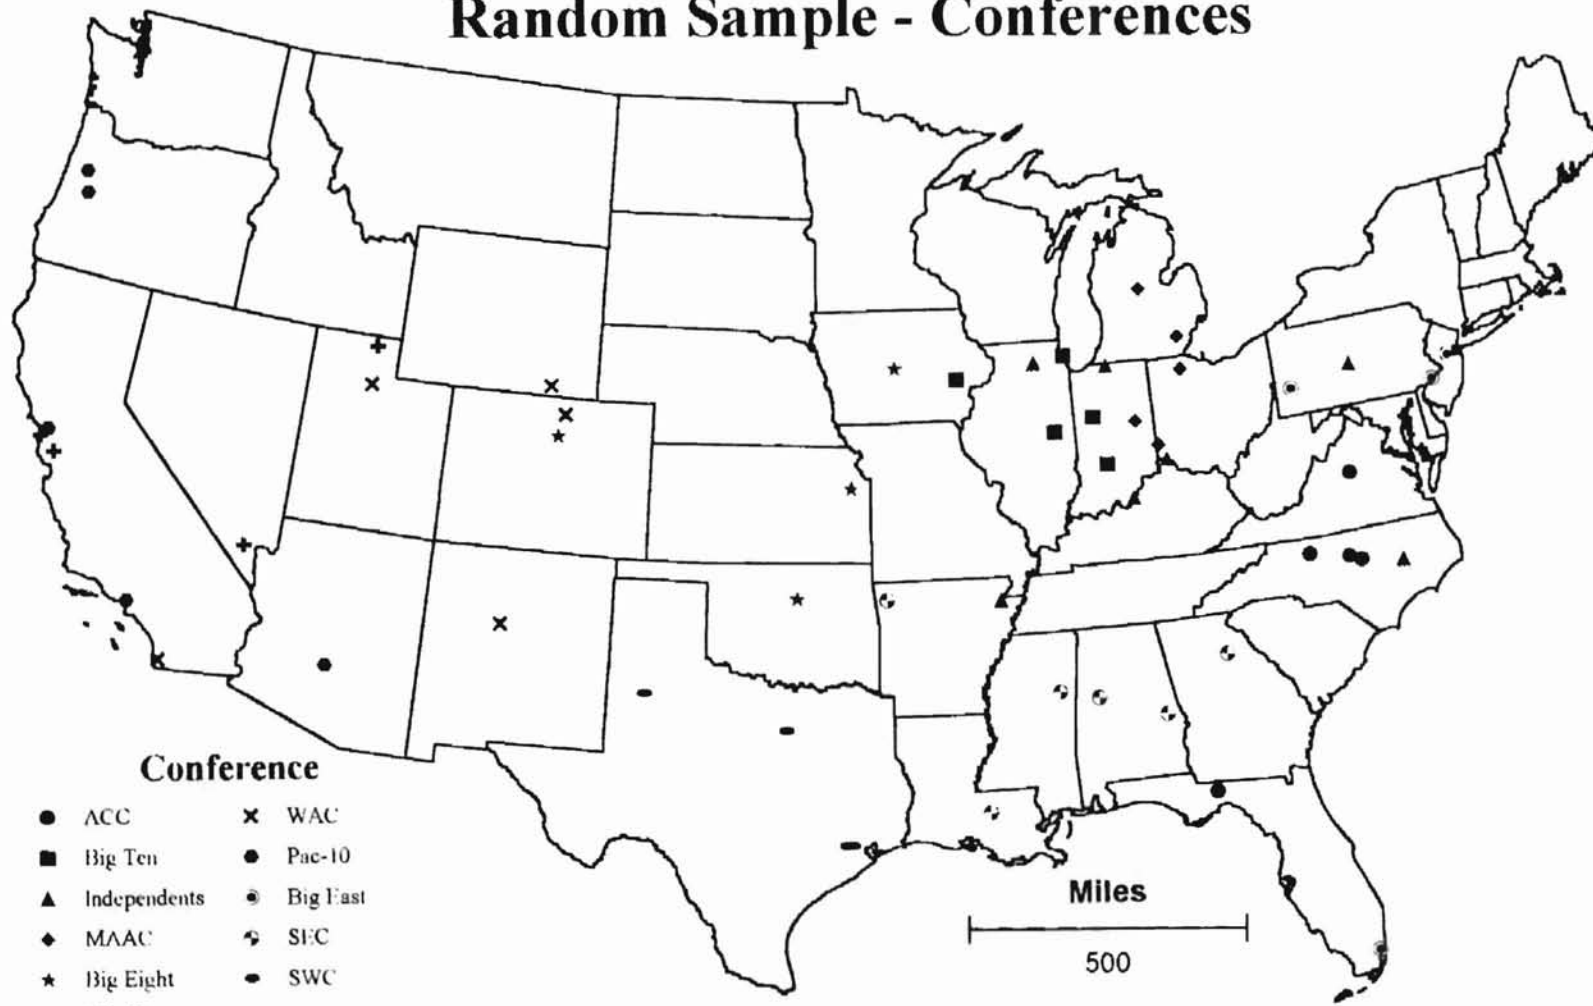 Random Sample - Conferences
Conference
ACC
WAC
Big Ten
Pac-10
Independents
Big East
MAAC
SEC
Big Eight
SWC
Miles
500